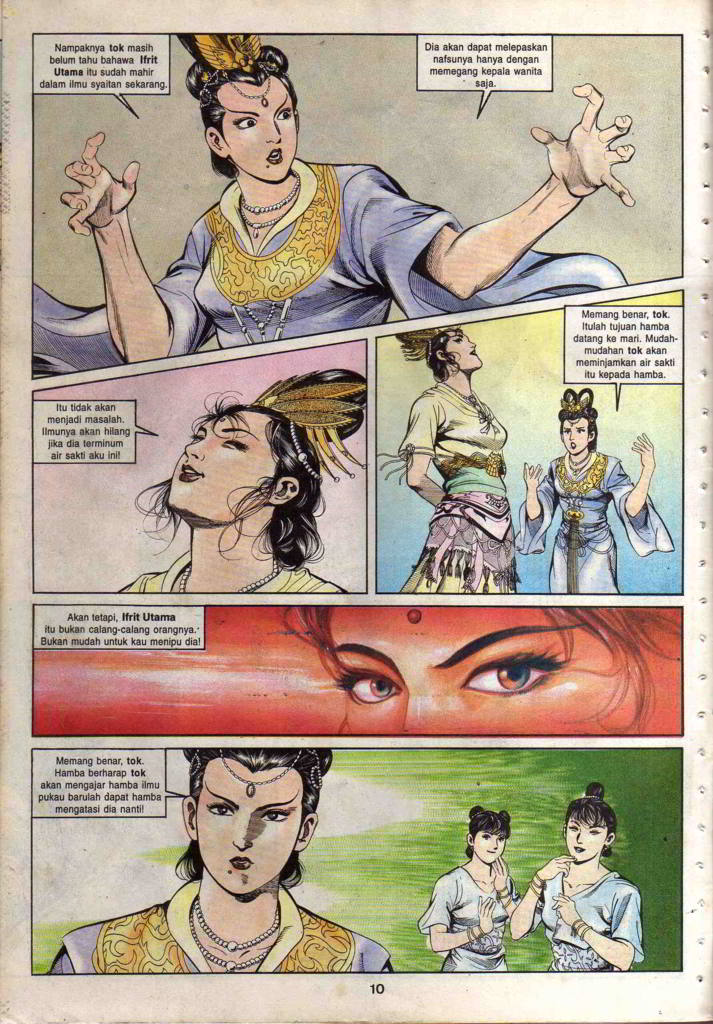 Nampaknya tok masih
belum tahu bahawa Ifrit
Utama itu sudah mahir
dalam ilmu syaitan sekarang.
Dia akan dapat melepaskan
nafsunya hanya dengan
memegang kepala wanita
saja.
Itu tidak akan
menjadi masalah.
Ilmunya akan hilang
jika dia terminum
air sakti aku ini!
Memang benar, tok.
Itulah tujuan hamba
datang ke mari. Mudah-
mudahan tok akan
meminjamkan air sakti
itu kepada hamba.
Akan tetapi, Ifrit Utama
itu bukan calang-calang orangnya.
Bukan mudah untuk kau menipu dia!
Memang benar, tok.
Hamba berharap tok
akan mengajar hamba ilmu
pukau barulah dapat hamba
mengatasi dia nanti!
10